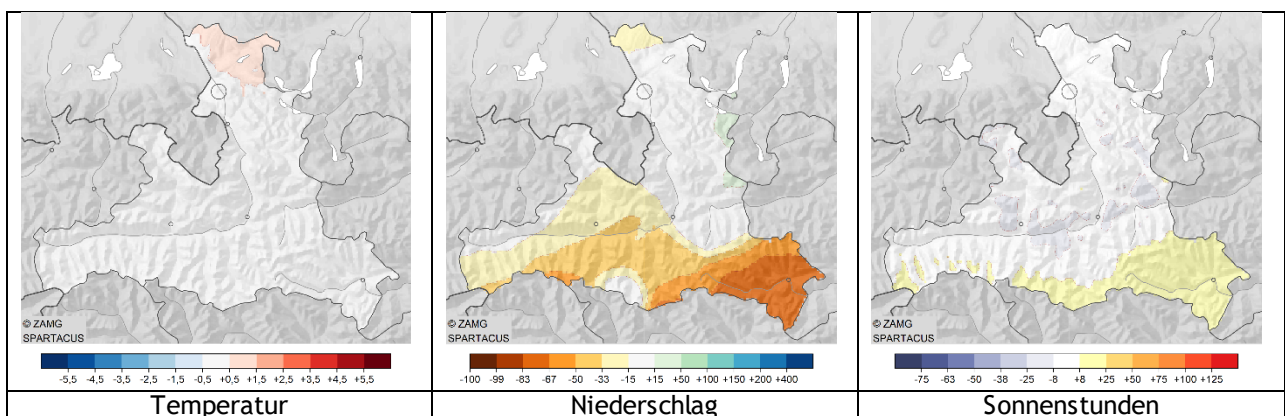 © ZAMG
SPARTACUS
-5,5 -4,5 -3,5 -2,5 -1,5 -0,5 +0,5 +1,5 +2,5 +3,5 +4,5 +5,5
Temperatur
© ZAMG
SPARTACUS
-100 -99 -83 -67 -50 -33 -15 +15 +50 +100 +150 +200 +400
Niederschlag
© ZAMG
SPARTACUS
-75 -63 -50 -38 -25 -8 +8 +25 +50 +75 +100 +125
Sonnenstunden